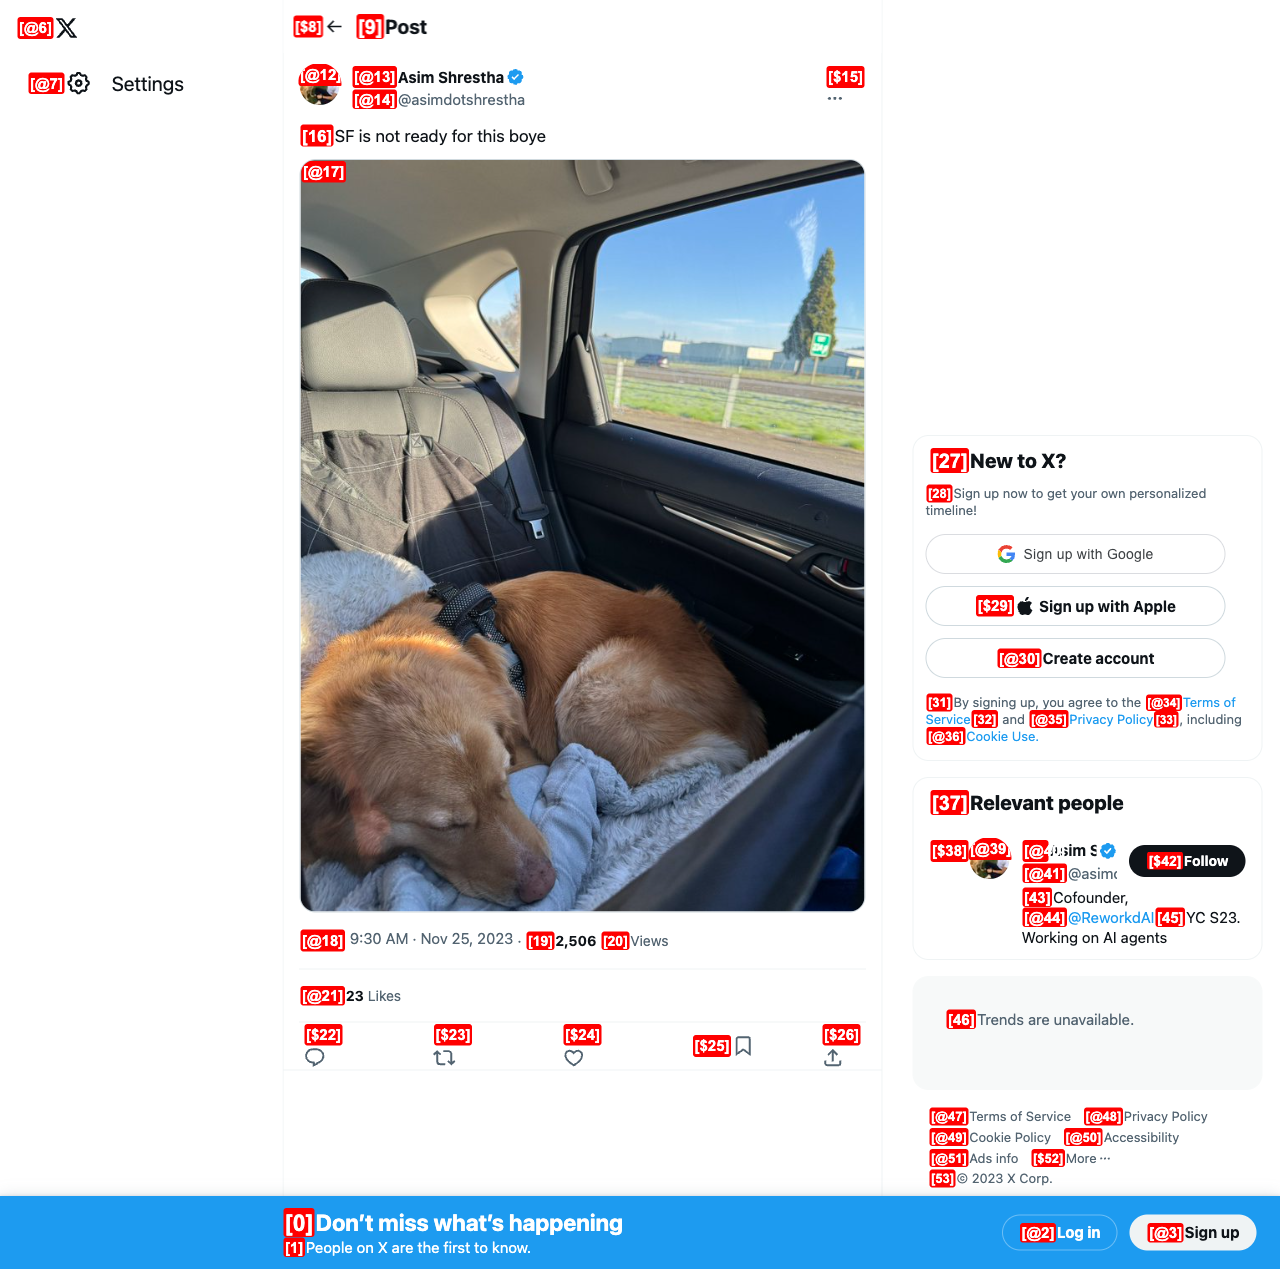 [@6]
[@7] Settings
[$8] ← [9]Post
[@12] [@13]Asim Shrestha [$15]
[@14]@asimdotshrestha ···
[16]SF is not ready for this boye
[@17]
[@18] 9:30 AM · Nov 25, 2023 · [19]2,506 [20]Views
[@21]23 Likes
[$22] [$23] [$24] [$25] [$26]
[27]New to X?
[28]Sign up now to get your own personalized
timeline!
Sign up with Google
[$29] Sign up with Apple
[@30]Create account
[31]By signing up, you agree to the [@34]Terms of
Service[32] and [@35]Privacy Policy[33], including
[@36]Cookie Use.
[37]Relevant people
[$38] [@39] [$42]Follow
[@41]@asimd
[43]Cofounder,
[@44]@ReworkdAI[45]YC S23.
Working on AI agents
[46]Trends are unavailable.
[@47]Terms of Service [@48]Privacy Policy
[@49]Cookie Policy [@50]Accessibility
[@51]Ads info [$52]More ···
[53]© 2023 X Corp.
[0]Don’t miss what’s happening
[1]People on X are the first to know.
[@2]Log in [@3]Sign up